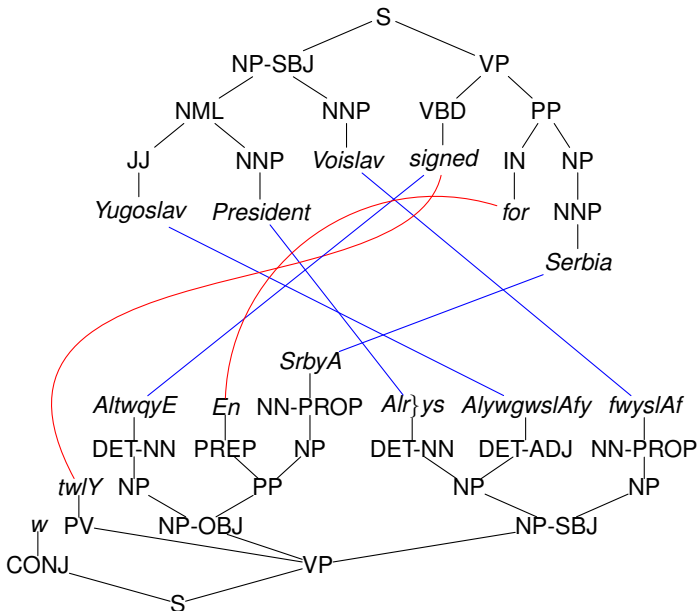 S
NP-SBJ VP
NML NNP VBD PP
JJ NNP Voislav signed IN NP
Yugoslav President for NNP
Serbia
SrbyA
AltwqyE En NN-PROP Alr}ys AlywgwslAfy fwyslAf
DET-NN PREP NP DET-NN DET-ADJ NN-PROP
twlY NP PP NP NP
w PV NP-OBJ NP-SBJ
CONJ VP
S